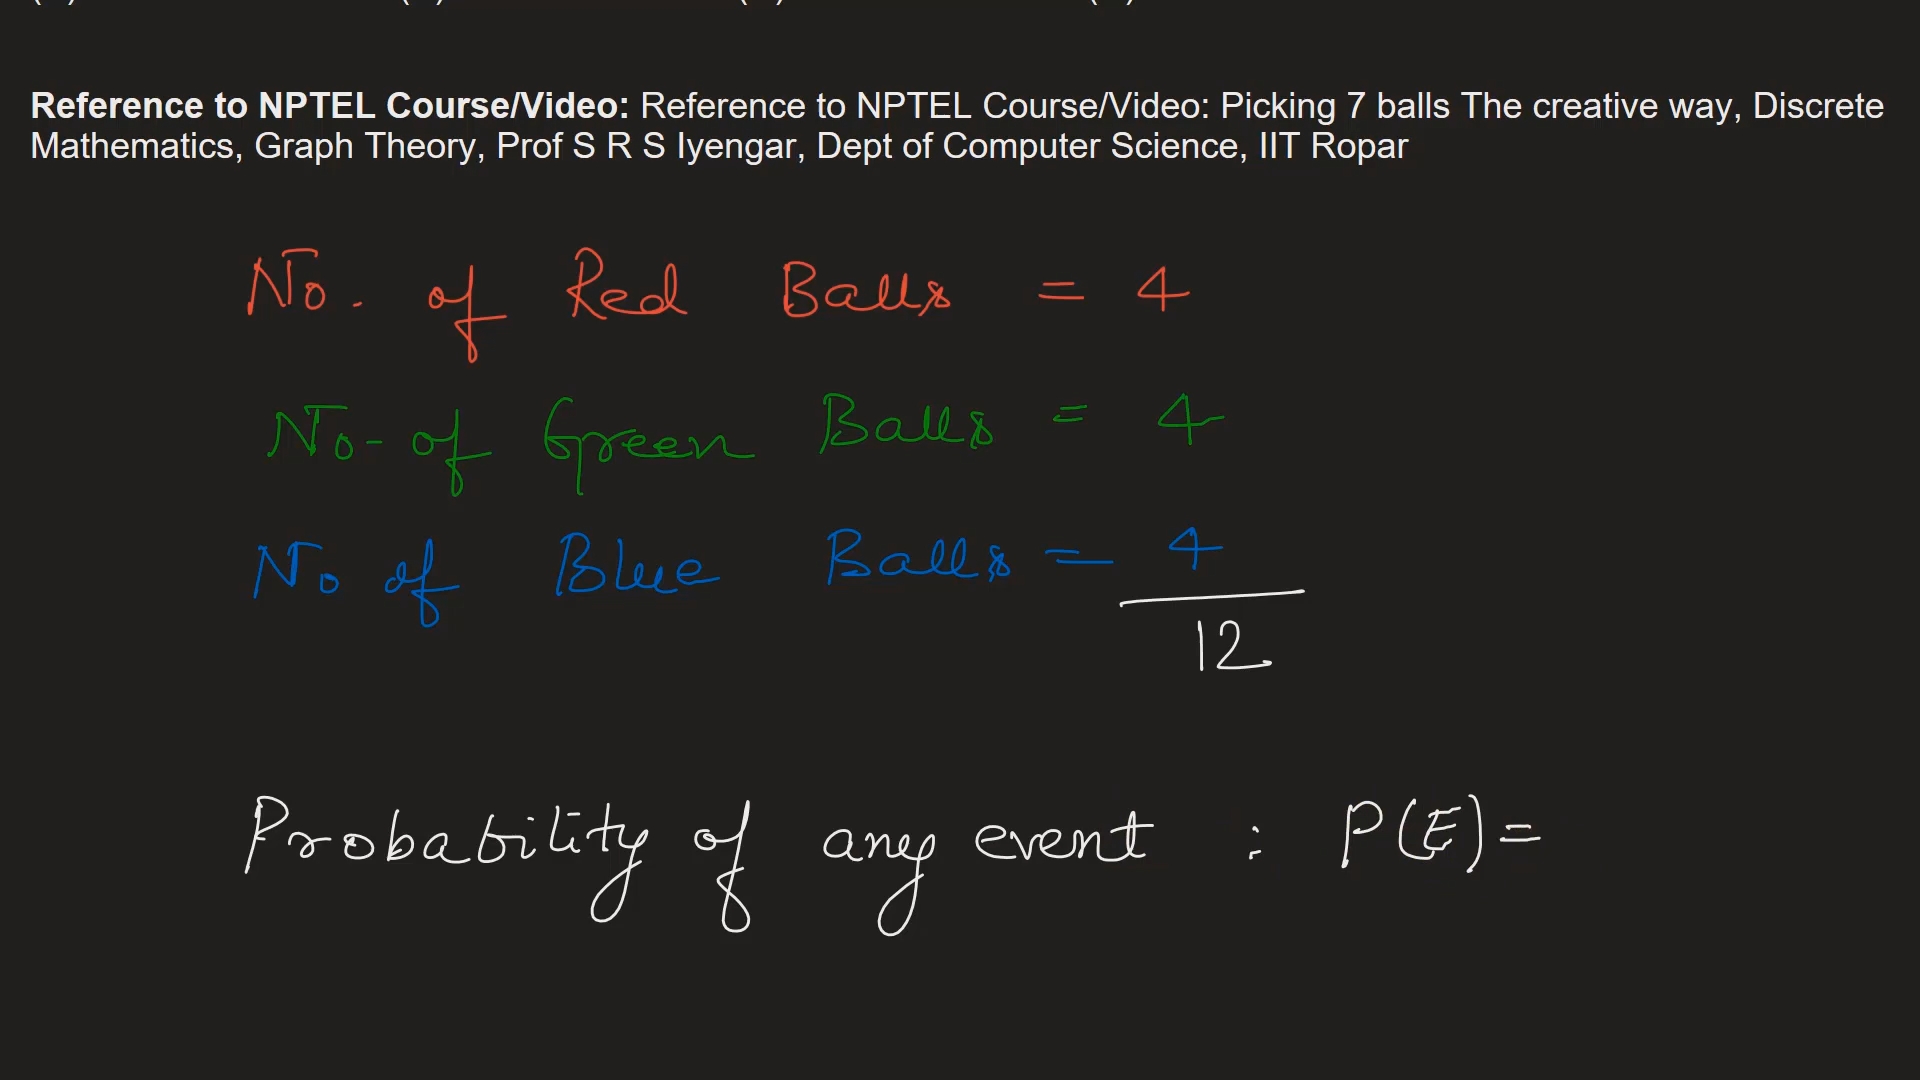 Reference to NPTEL Course/Video: Reference to NPTEL Course/Video: Picking 7 balls The creative way, Discrete
Mathematics, Graph Theory, Prof S R S Iyengar, Dept of Computer Science, IIT Ropar
No. of Red Balls = 4
No. of Green Balls = 4
No of Blue Balls = 4
12
Probability of any event : P(E) =